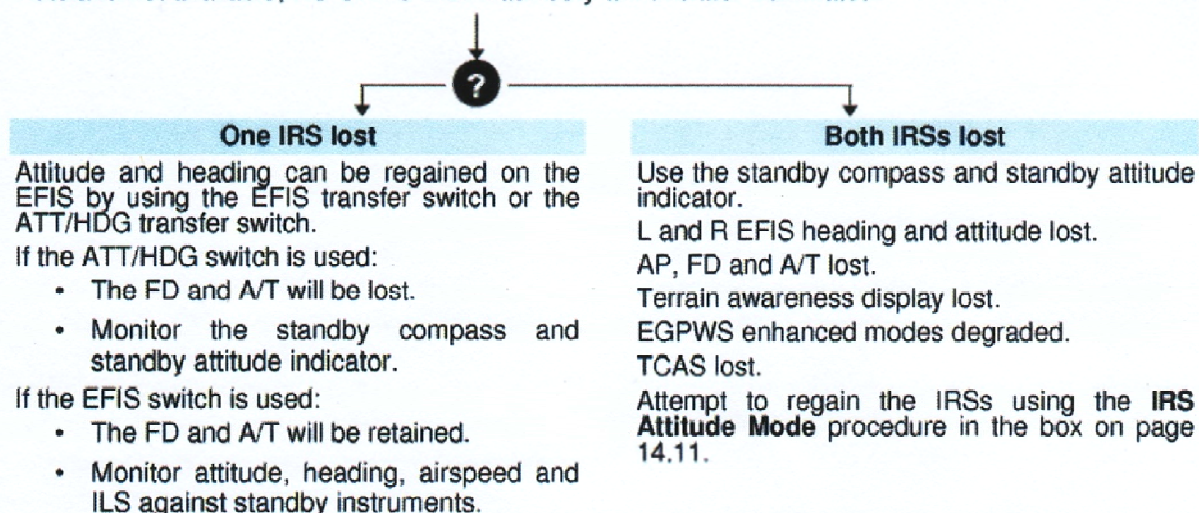 ?
One IRS lost
Attitude and heading can be regained on the
EFIS by using the EFIS transfer switch or the
ATT/HDG transfer switch.
If the ATT/HDG switch is used:
• The FD and A/T will be lost.
• Monitor the standby compass and
standby attitude indicator.
If the EFIS switch is used:
• The FD and A/T will be retained.
• Monitor attitude, heading, airspeed and
ILS against standby instruments.
Both IRSs lost
Use the standby compass and standby attitude
indicator.
L and R EFIS heading and attitude lost.
AP, FD and A/T lost.
Terrain awareness display lost.
EGPWS enhanced modes degraded.
TCAS lost.
Attempt to regain the IRSs using the IRS
Attitude Mode procedure in the box on page
14.11.